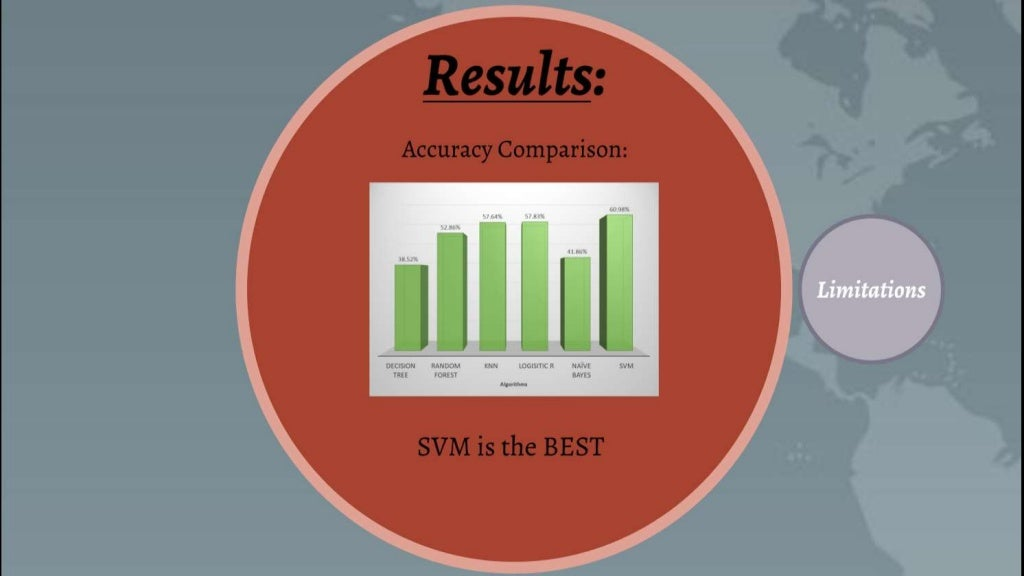 Results:
Accuracy Comparison:
38.52%
52.86%
57.64%
57.83%
41.86%
60.98%
DECISION TREE
RANDOM FOREST
KNN
LOGISITIC R
NAÏVE BAYES
SVM
Algorithms
SVM is the BEST
Limitations